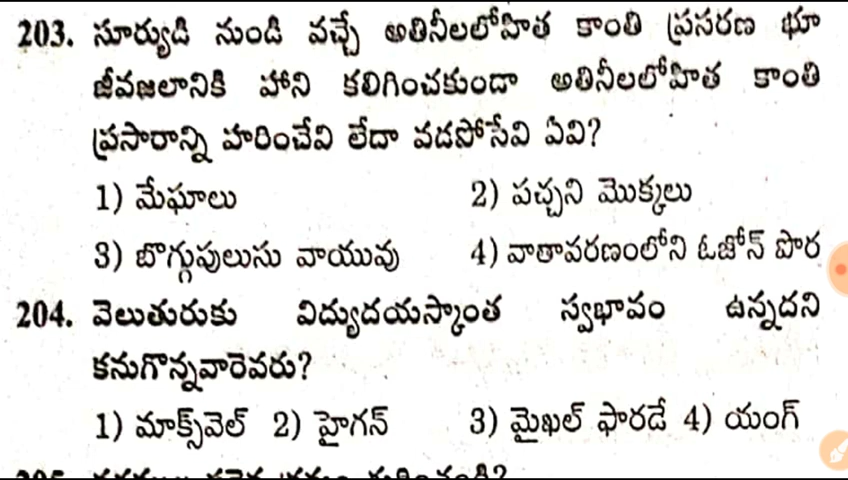 203. సూర్యుడి నుండి వచ్చే అతినీలలోహిత కాంతి ప్రసరణ భూ
జీవజలానికి హాని కలిగించకుండా అతినీలలోహిత కాంతి
ప్రసారాన్ని హరించేవి లేదా వడపోసేవి ఏవి?
1) మేఘాలు 2) పచ్చని మొక్కలు
3) బొగ్గుపులుసు వాయువు 4) వాతావరణంలోని ఓజోన్ పొర
204. వెలుతురుకు విద్యుదయస్కాంత స్వభావం ఉన్నదని
కనుగొన్నవారెవరు?
1) మాక్స్‌వెల్ 2) హైగన్ 3) మైఖల్ ఫారడే 4) యంగ్